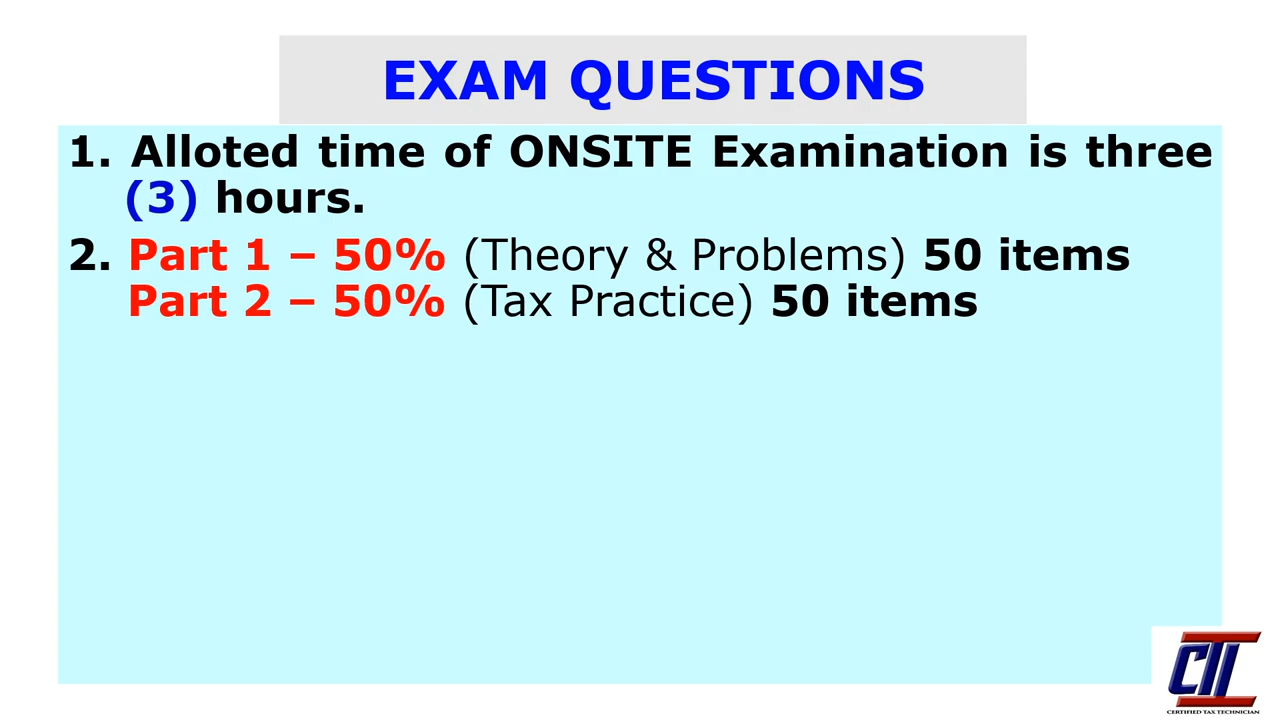 EXAM QUESTIONS
1. Alloted time of ONSITE Examination is three
(3) hours.
2. Part 1 – 50% (Theory & Problems) 50 items
Part 2 – 50% (Tax Practice) 50 items
CTT
CERTIFIED TAX TECHNICIAN